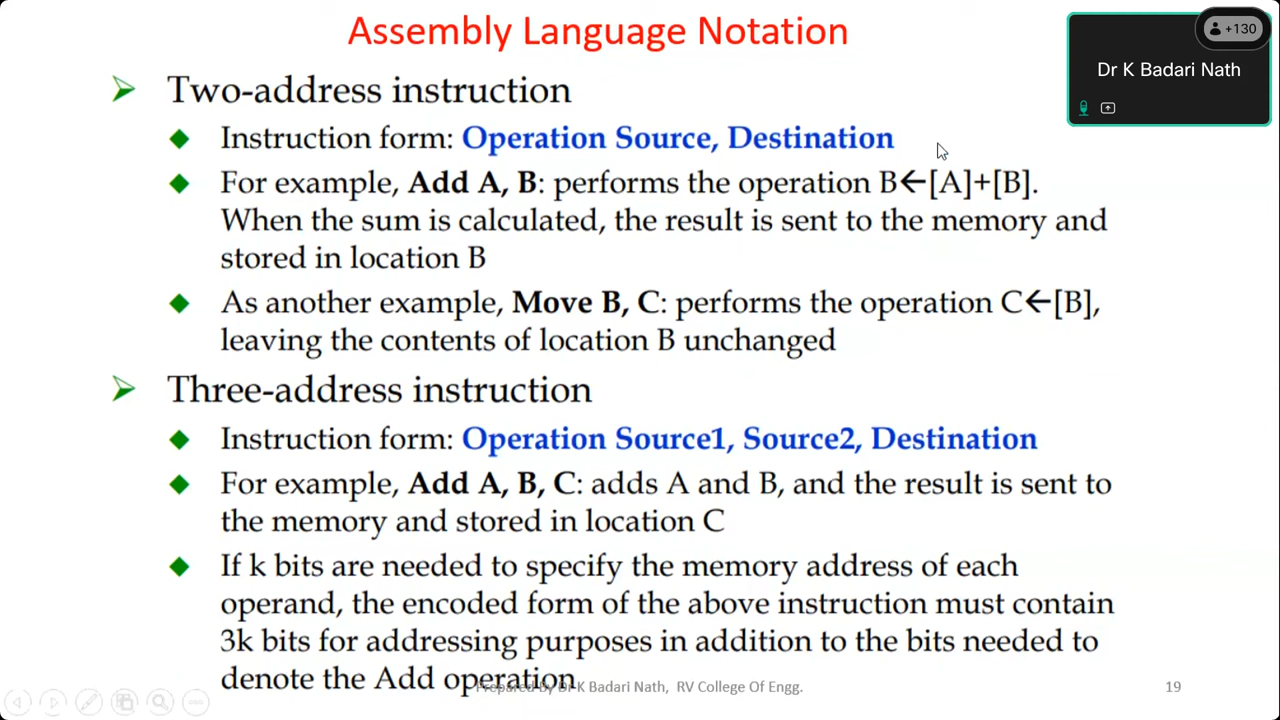 Assembly Language Notation
+130
Dr K Badari Nath
Two-address instruction
Instruction form: Operation Source, Destination
For example, Add A, B: performs the operation B←[A]+[B].
When the sum is calculated, the result is sent to the memory and
stored in location B
As another example, Move B, C: performs the operation C←[B],
leaving the contents of location B unchanged
Three-address instruction
Instruction form: Operation Source1, Source2, Destination
For example, Add A, B, C: adds A and B, and the result is sent to
the memory and stored in location C
If k bits are needed to specify the memory address of each
operand, the encoded form of the above instruction must contain
3k bits for addressing purposes in addition to the bits needed to
denote the Add operation
Prepared By Dr K Badari Nath, RV College Of Engg.
19